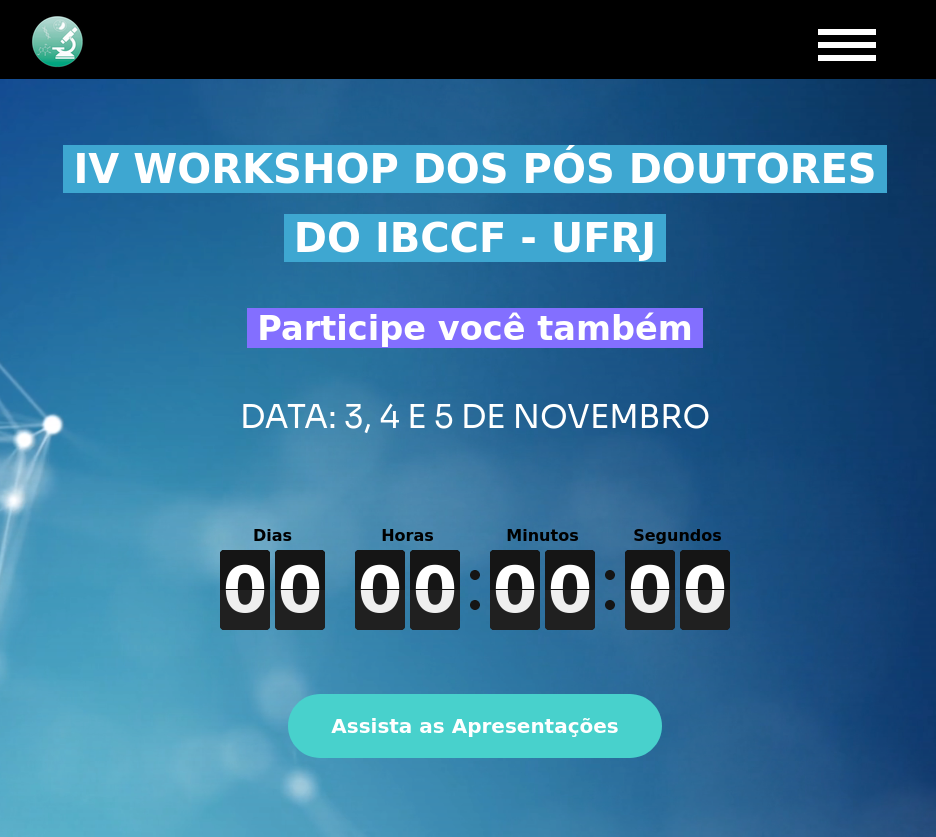 IV WORKSHOP DOS PÓS DOUTORES
DO IBCCF - UFRJ
Participe você também
DATA: 3, 4 E 5 DE NOVEMBRO
Dias Horas Minutos Segundos
00 00:00:00
Assista as Apresentações